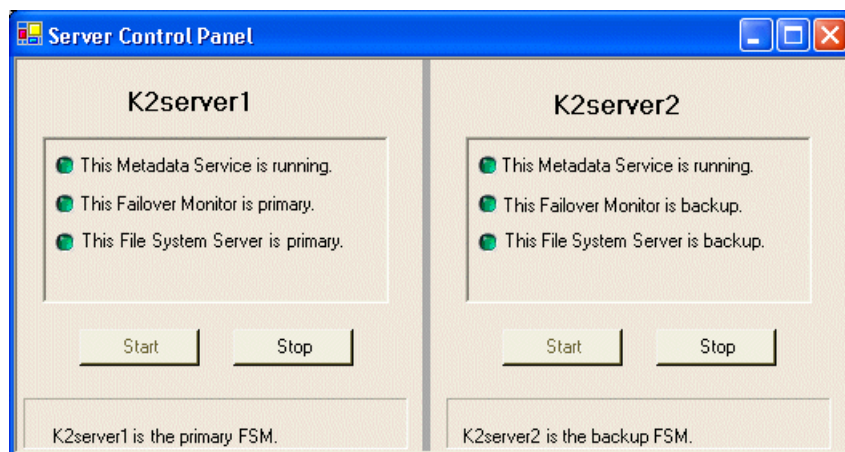 Server Control Panel
K2server1
This Metadata Service is running.
This Failover Monitor is primary.
This File System Server is primary.
Start
Stop
K2server1 is the primary FSM.
K2server2
This Metadata Service is running.
This Failover Monitor is backup.
This File System Server is backup.
Start
Stop
K2server2 is the backup FSM.